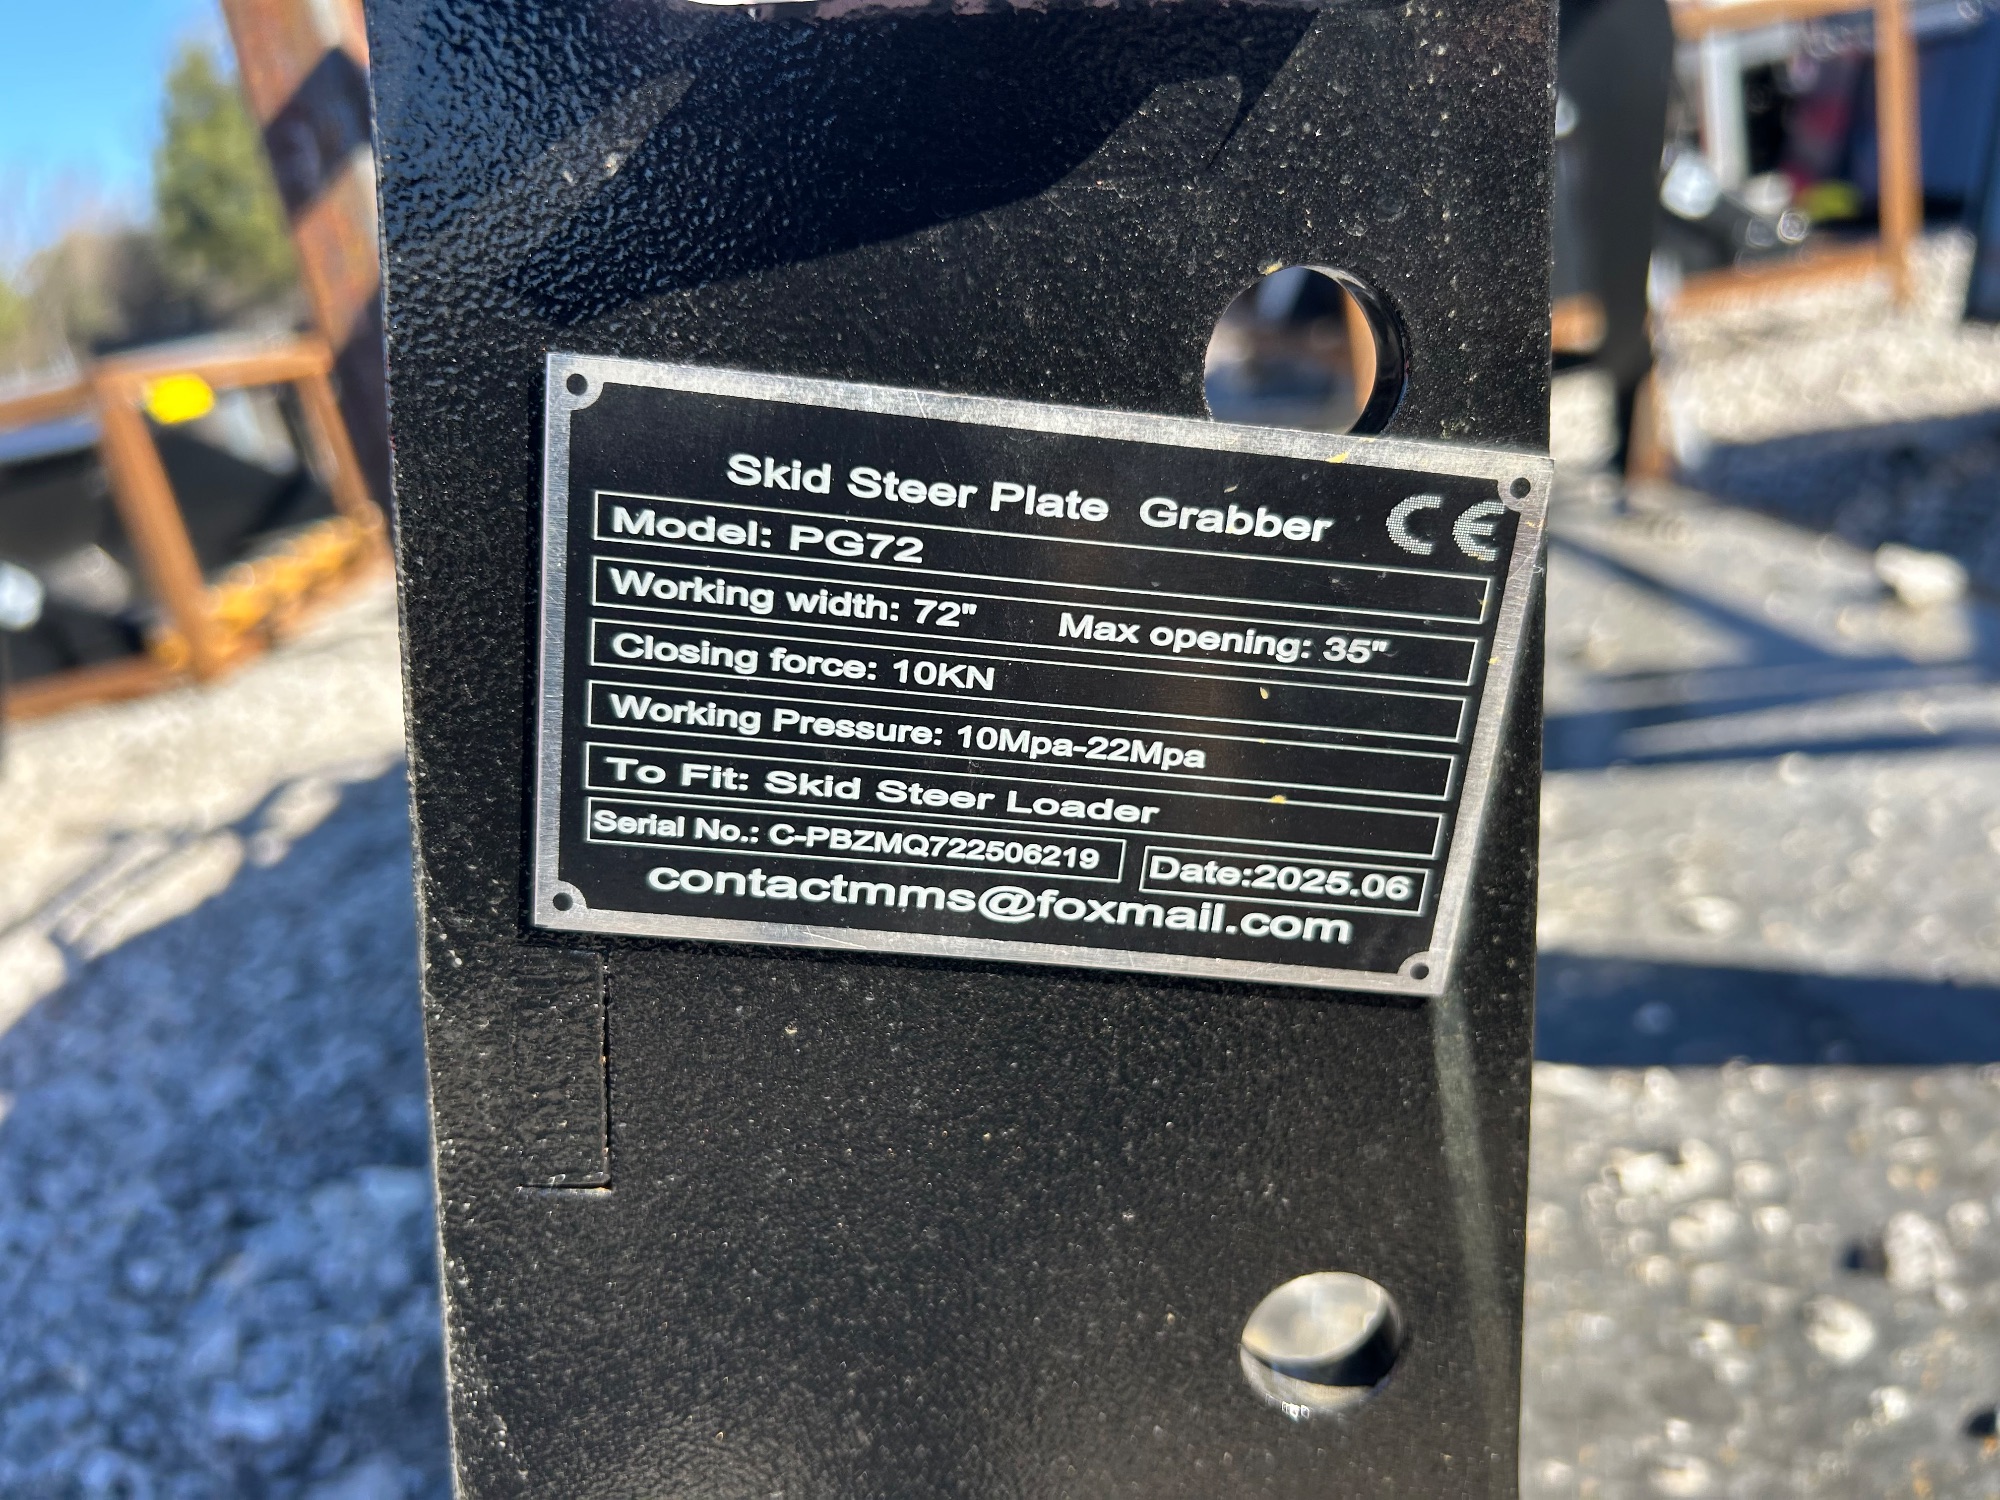 Skid Steer Plate Grabber CE
Model: PG72
Working width: 72" Max opening: 35"
Closing force: 10KN
Working Pressure: 10Mpa-22Mpa
To Fit: Skid Steer Loader
Serial No.: C-PBZMQ722506219 Date:2025.06
contactmms@foxmail.com